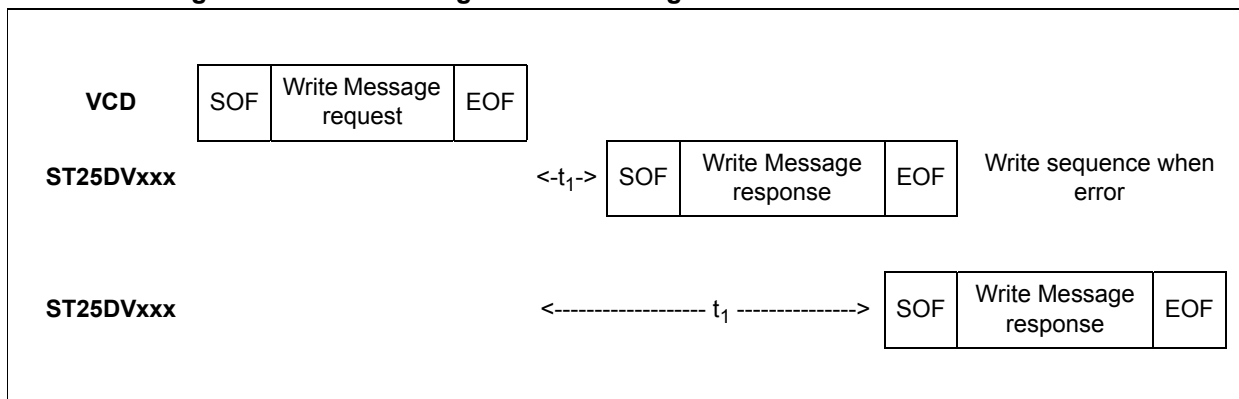 VCD
SOF
Write Message
request
EOF
ST25DVxxx
<-t1->
SOF
Write Message
response
EOF
Write sequence when
error
ST25DVxxx
<------------------- t1 --------------->
SOF
Write Message
response
EOF